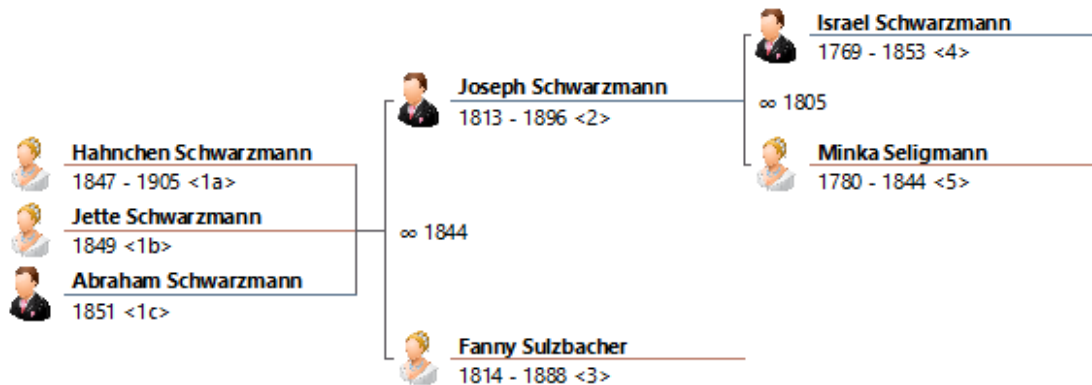 Israel Schwarzmann
1769 - 1853 <4>
Joseph Schwarzmann
1813 - 1896 <2>
∞ 1805
Hahnchen Schwarzmann
1847 - 1905 <1a>
Minka Seligmann
1780 - 1844 <5>
Jette Schwarzmann
1849 <1b>
∞ 1844
Abraham Schwarzmann
1851 <1c>
Fanny Sulzbacher
1814 - 1888 <3>